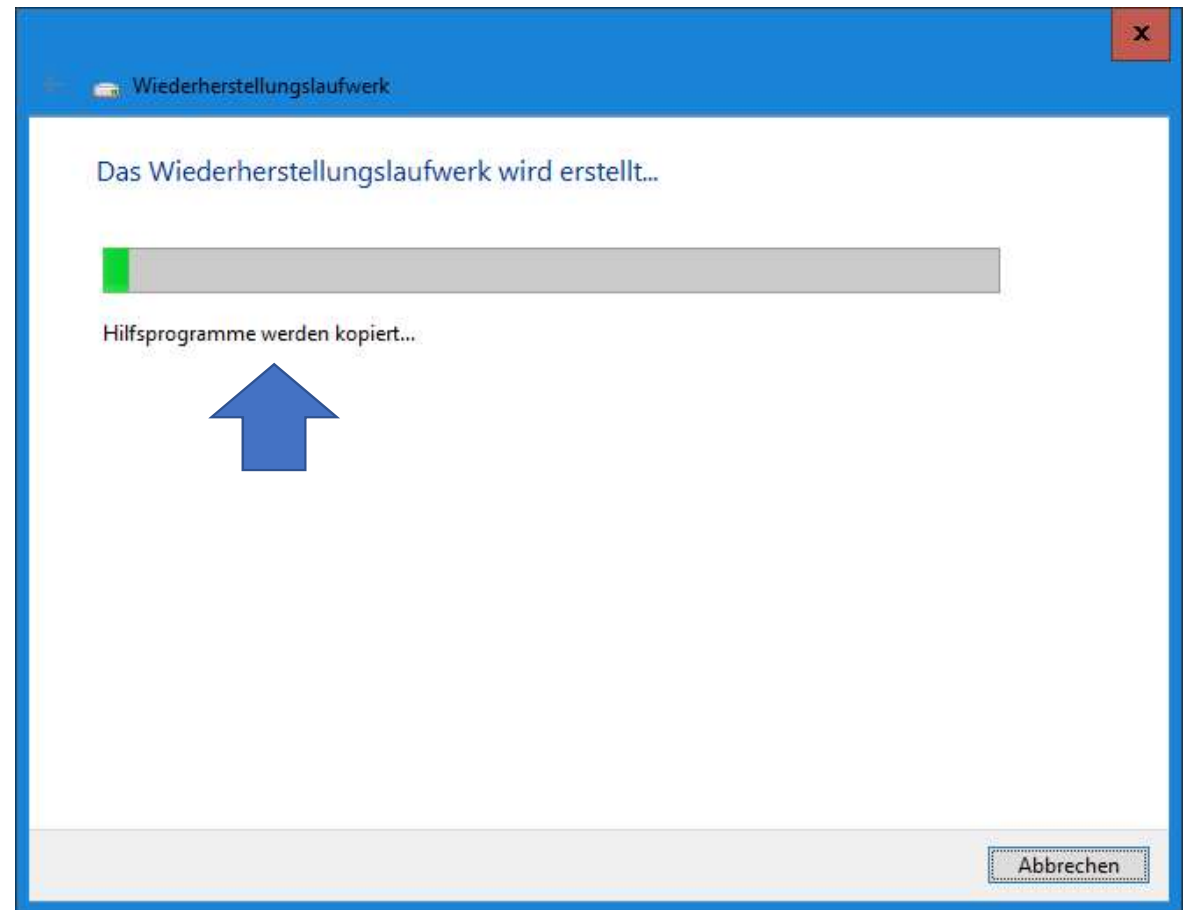 x
Wiederherstellungslaufwerk
Das Wiederherstellungslaufwerk wird erstellt...
Hilfsprogramme werden kopiert...
Abbrechen